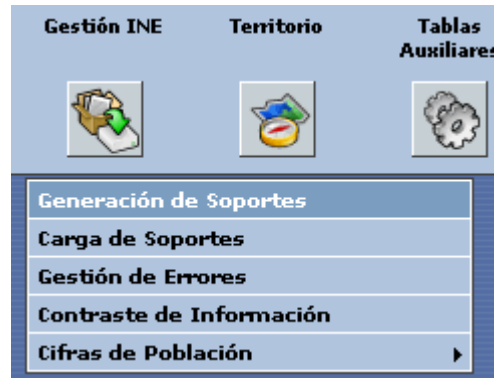 Gestión INE
Territorio
Tablas
Auxiliares
Generación de Soportes
Carga de Soportes
Gestión de Errores
Contraste de Información
Cifras de Población